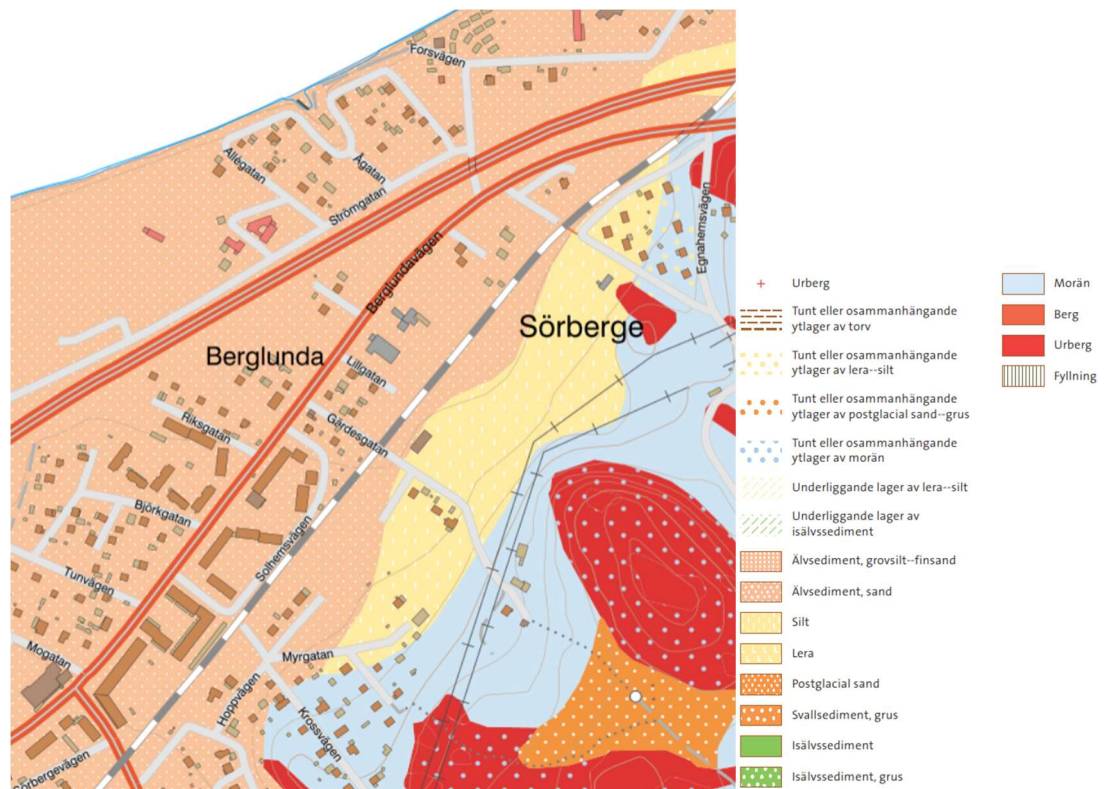 Forsvägen
Allégatan
Ågatan
Strömgatan
Egnahemsvägen
Berglundavägen
Sörberge
Berglunda
Lillgatan
Riksgatan
Gärdesgatan
Björkgatan
Solhemsvägen
Tunvägen
Mogatan
Myrgatan
Hoppvägen
Krossvägen
Sörbergevägen
Urberg
Tunt eller osammanhängande
ytlager av torv
Tunt eller osammanhängande
ytlager av lera--silt
Tunt eller osammanhängande
ytlager av postglacial sand--grus
Tunt eller osammanhängande
ytlager av morän
Underliggande lager av lera--silt
Underliggande lager av
isälvssediment
Älvsediment, grovsilt--finsand
Älvsediment, sand
Silt
Lera
Postglacial sand
Svallsediment, grus
Isälvssediment
Isälvssediment, grus
Morän
Berg
Urberg
Fyllning